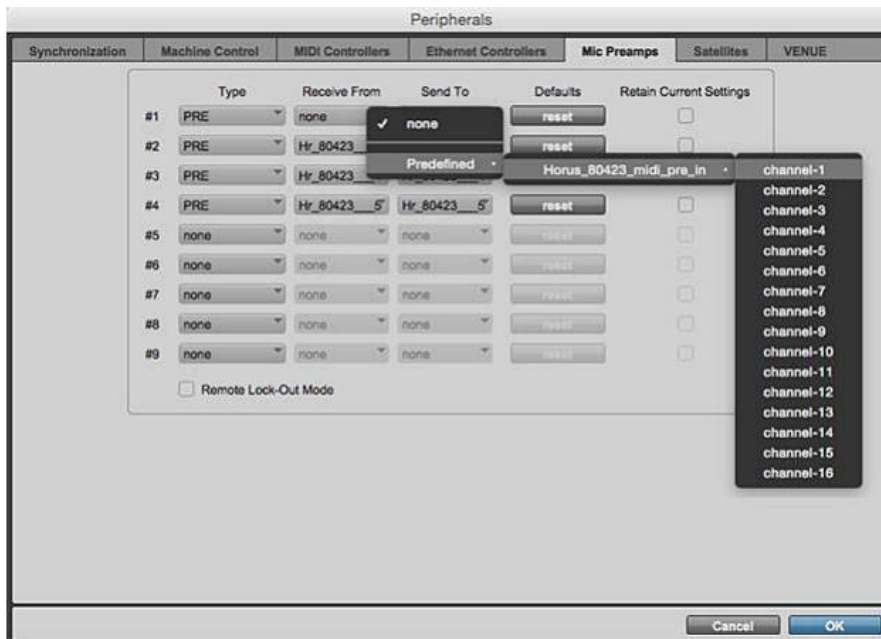 Peripherals
Synchronization Machine Control MIDI Controllers Ethernet Controllers Mic Preamps Satellites VENUE
Type Receive From Send To Defaults Retain Current Settings
#1 PRE none reset
✓ none
#2 PRE Hr_80423__ reset
Predefined
Horus_80423_midi_pre_in
#3 PRE Hr_80423__
#4 PRE Hr_80423___5 Hr_80423___5 reset
#5 none none none reset
#6 none none none reset
#7 none none none reset
#8 none none none reset
#9 none none none reset
Remote Lock-Out Mode
channel-1
channel-2
channel-3
channel-4
channel-5
channel-6
channel-7
channel-8
channel-9
channel-10
channel-11
channel-12
channel-13
channel-14
channel-15
channel-16
Cancel OK